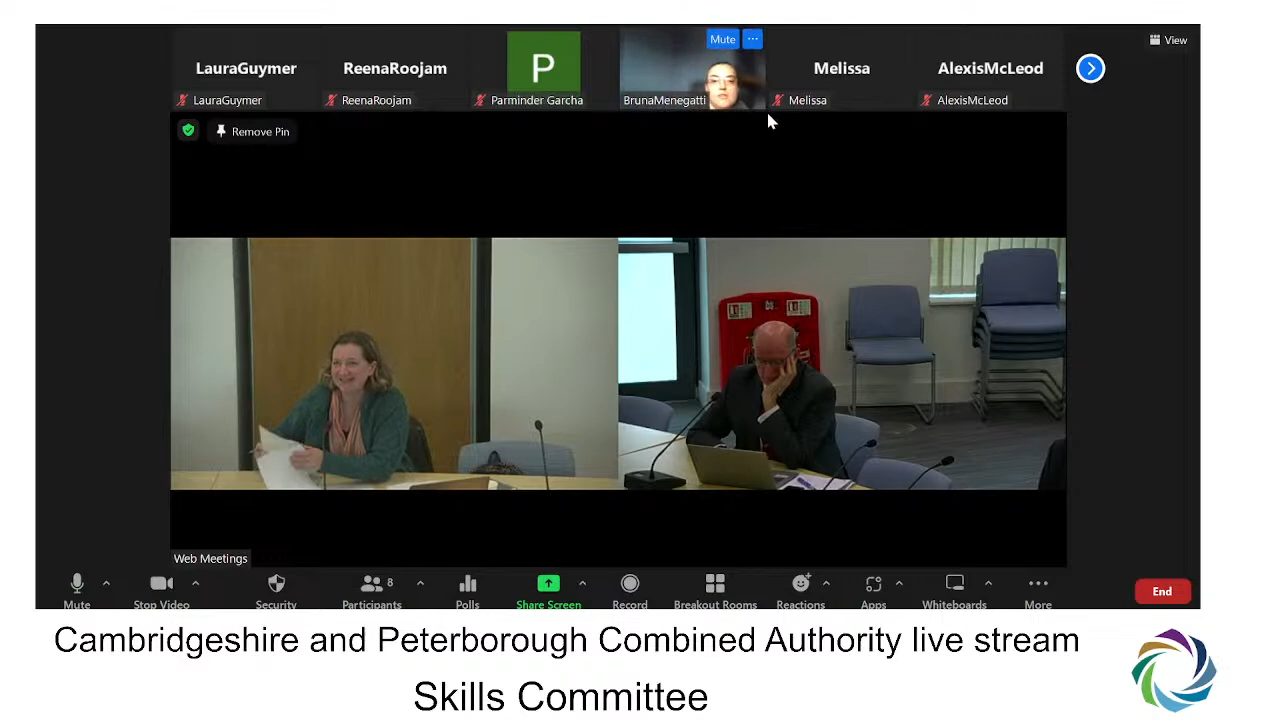 LauraGuymer
ReenaRoojam
P
Mute
Melissa
AlexisMcLeod
View
LauraGuymer
ReenaRoojam
Parminder Garcha
BrunaMenegatti
Melissa
AlexisMcLeod
Remove Pin
Web Meetings
8
Mute
Stop Video
Security
Participants
Polls
Share Screen
Record
Breakout Rooms
Reactions
Apps
Whiteboards
More
End
Cambridgeshire and Peterborough Combined Authority live stream
Skills Committee